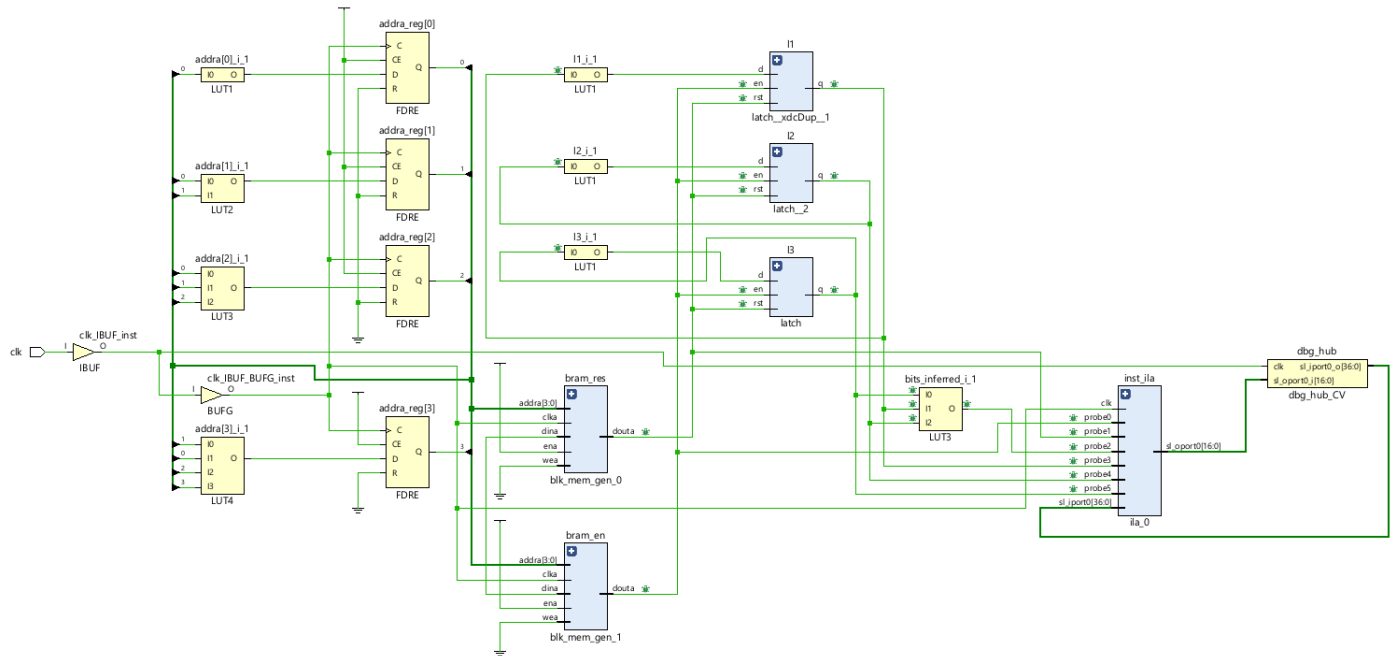 addra_reg[0]
C
CE
D
R
Q
0
FDRE
addra[0]_i_1
0
I0 O
LUT1
l1_i_1
I0 O
LUT1
l1
d
en
rst
q
latch__xdcDup__1
addra_reg[1]
C
CE
D
R
Q
1
FDRE
addra[1]_i_1
0
1
I0 O
I1
LUT2
l2_i_1
I0 O
LUT1
l2
d
en
rst
q
latch__2
addra_reg[2]
C
CE
D
R
Q
2
FDRE
addra[2]_i_1
0
1
2
I0
I1 O
I2
LUT3
l3_i_1
I0 O
LUT1
l3
d
en
rst
q
latch
clk_IBUF_inst
clk
I O
IBUF
clk_IBUF_BUFG_inst
I O
BUFG
addra_reg[3]
C
CE
D
R
Q
3
FDRE
addra[3]_i_1
1
0
2
3
I0
I1 O
I2
I3
LUT4
bram_res
addra[3:0]
clka
dina
ena
wea
douta
blk_mem_gen_0
bram_en
addra[3:0]
clka
dina
ena
wea
douta
blk_mem_gen_1
bits_inferred_i_1
I0
I1 O
I2
LUT3
inst_ila
clk
probe0
probe1
probe2
probe3
probe4
probe5
sl_iport0[36:0]
sl_oport0[16:0]
ila_0
dbg_hub
clk sl_iport0_o[36:0]
sl_oport0_i[16:0]
dbg_hub_CV